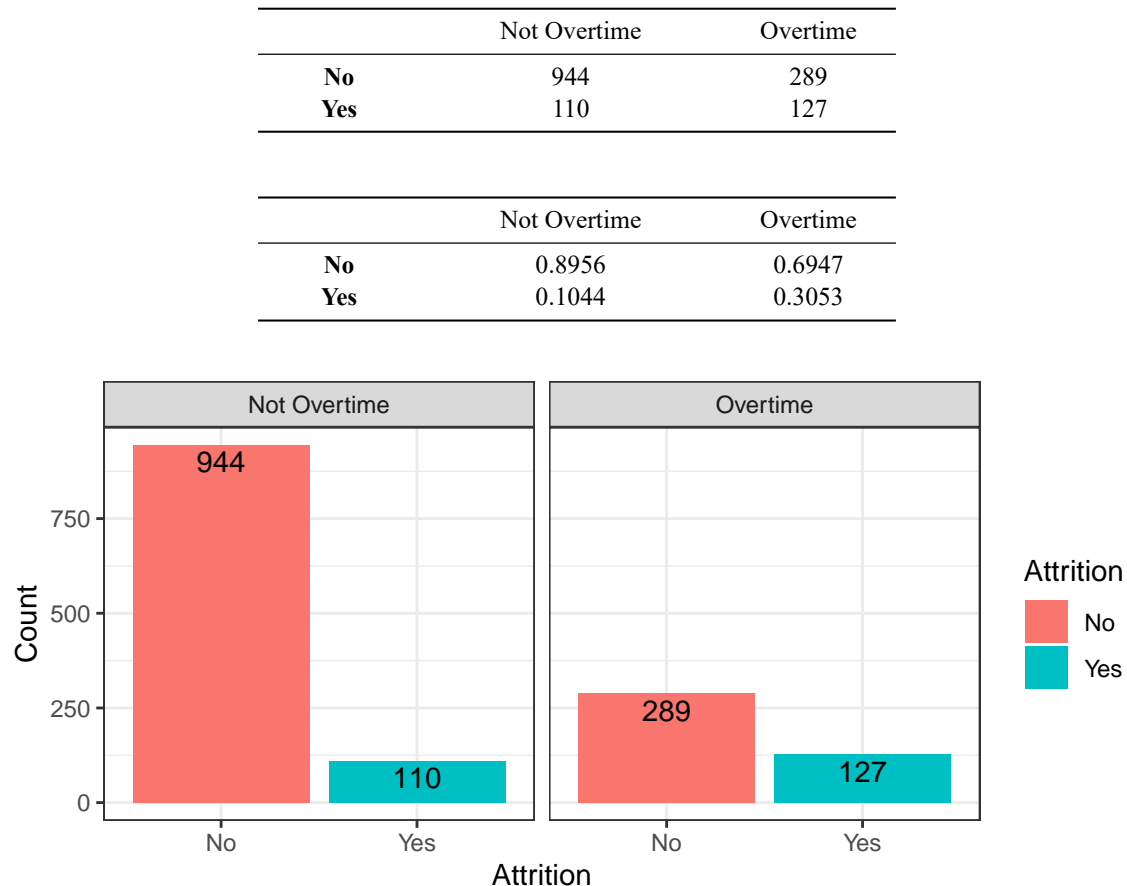 Not Overtime Overtime
No 944 289
Yes 110 127
Not Overtime Overtime
No 0.8956 0.6947
Yes 0.1044 0.3053
Not Overtime Overtime
944
110
289
127
750
500
250
0
Count
No Yes No Yes
Attrition
Attrition
No
Yes